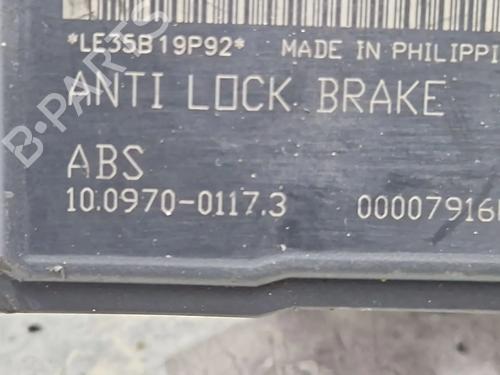 *LE35B19P92* MADE IN PHILIPPI
ANTI LOCK BRAKE
ABS
10.0970-0117.3 00007916
B-PARTS